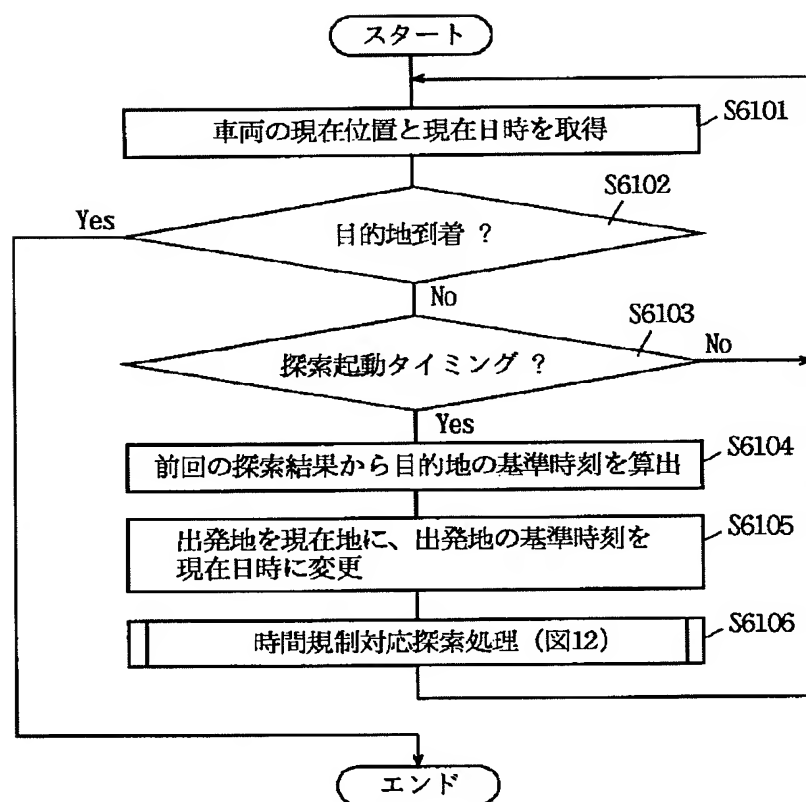 スタート
車両の現在位置と現在日時を取得
S6101
S6102
Yes
目的地到着 ?
No
S6103
探索起動タイミング ?
No
Yes
前回の探索結果から目的地の基準時刻を算出
S6104
出発地を現在地に、出発地の基準時刻を
現在日時に変更
S6105
時間規制対応探索処理 (図12)
S6106
エンド